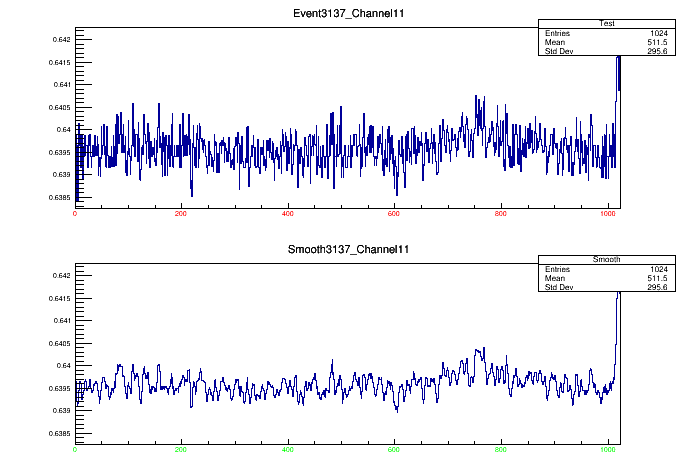 Event3137_Channel11
Test
Entries 1024
Mean 511.5
Std Dev 295.6
0.642
0.6415
0.641
0.6405
0.64
0.6395
0.639
0.6385
0 200 400 600 800 1000
Smooth3137_Channel11
Smooth
Entries 1024
Mean 511.5
Std Dev 295.6
0.642
0.6415
0.641
0.6405
0.64
0.6395
0.639
0.6385
0 200 400 600 800 1000